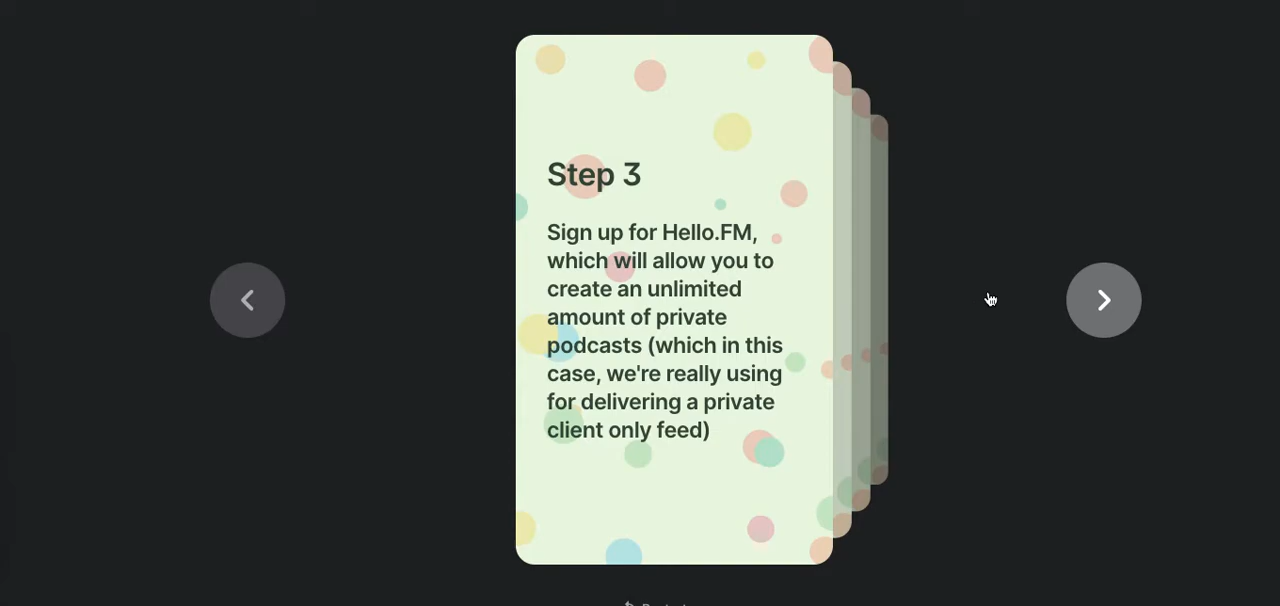 Step 3
Sign up for Hello.FM,
which will allow you to
create an unlimited
amount of private
podcasts (which in this
case, we're really using
for delivering a private
client only feed)